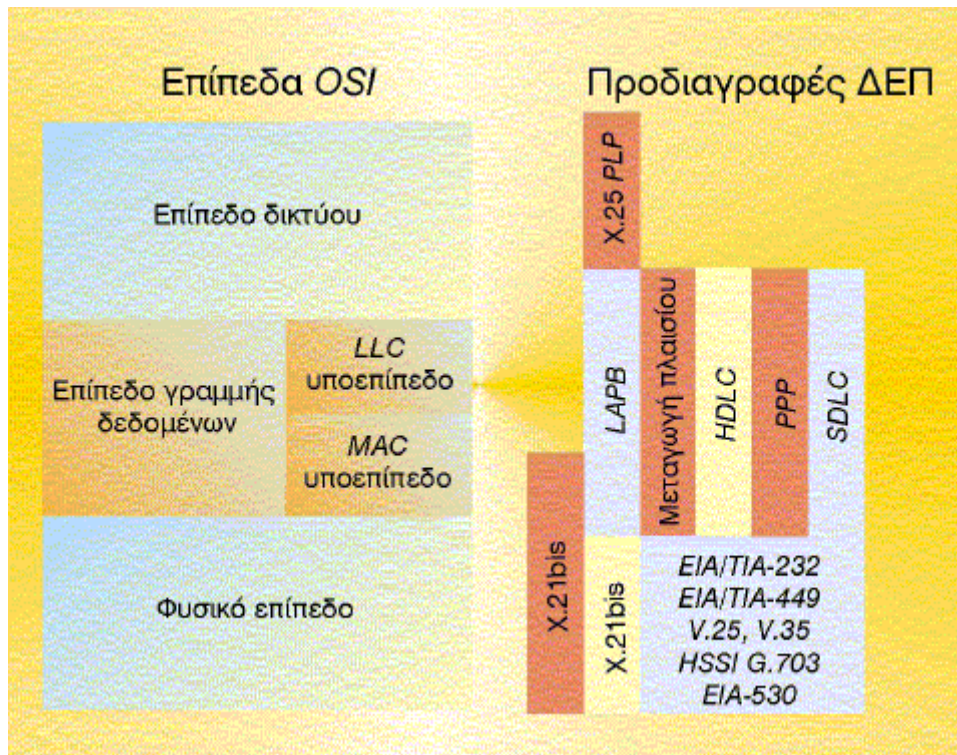 Επίπεδα OSI
Προδιαγραφές ΔΕΠ
Επίπεδο δικτύου
Επίπεδο γραμμής
δεδομένων
LLC
υποεπίπεδο
MAC
υποεπίπεδο
Φυσικό επίπεδο
X.25 PLP
LAPB
Μεταγωγή πλαισίου
HDLC
PPP
SDLC
X.21bis
X.21bis
EIA/TIA-232
EIA/TIA-449
V.25, V.35
HSSI G.703
EIA-530